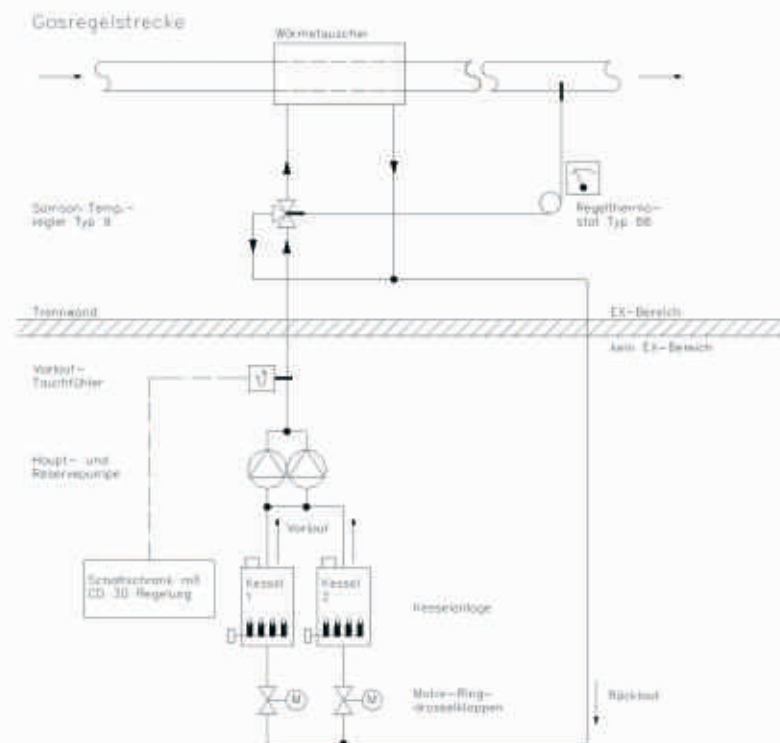 Gasregelstrecke
Wärmetauscher
Samson Temp.-
regler Typ
Regelthermo-
stat Typ
Trennwand
EX-Bereich
kein EX-Bereich
Vorlauf-
Tauchfühler
Haupt- und
Reservepumpe
Vorlauf
Schaltschrank mit
CD 30 Regelung
Kessel
1
Kessel
2
Kesselanlage
Motor-Ring-
drosselklappen
M
M
Rücklauf